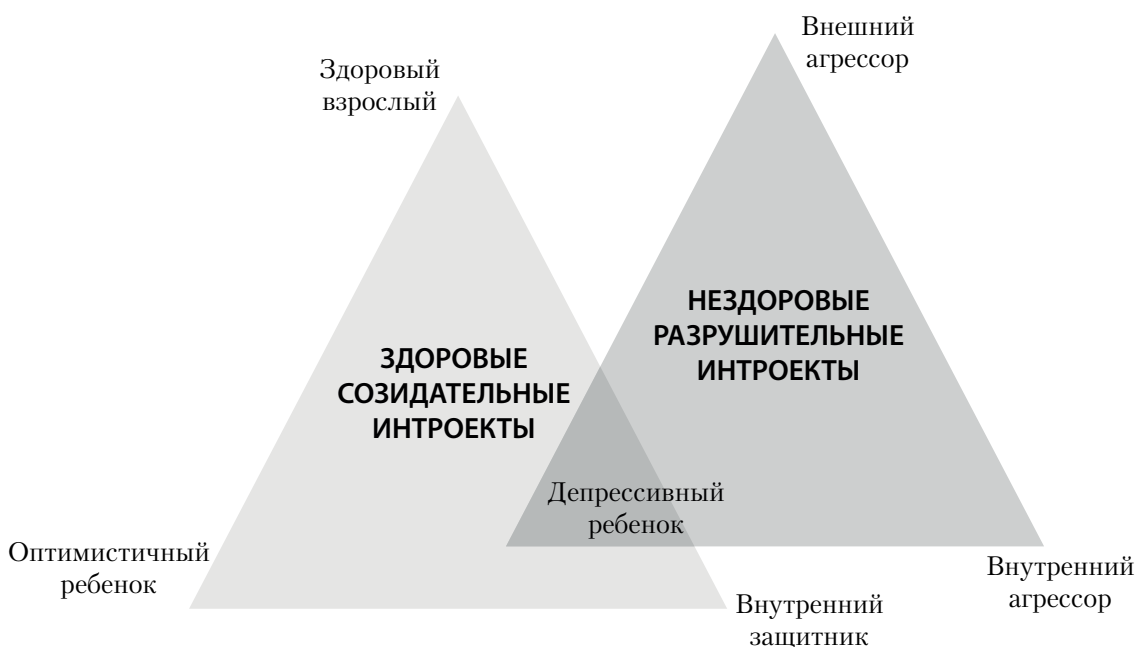 Внешний
агрессор
Здоровый
взрослый
НЕЗДОРОВЫЕ
РАЗРУШИТЕЛЬНЫЕ
ИНТРОЕКТЫ
ЗДОРОВЫЕ
СОЗИДАТЕЛЬНЫЕ
ИНТРОЕКТЫ
Депрессивный
ребенок
Оптимистичный
ребенок
Внутренний
агрессор
Внутренний
защитник